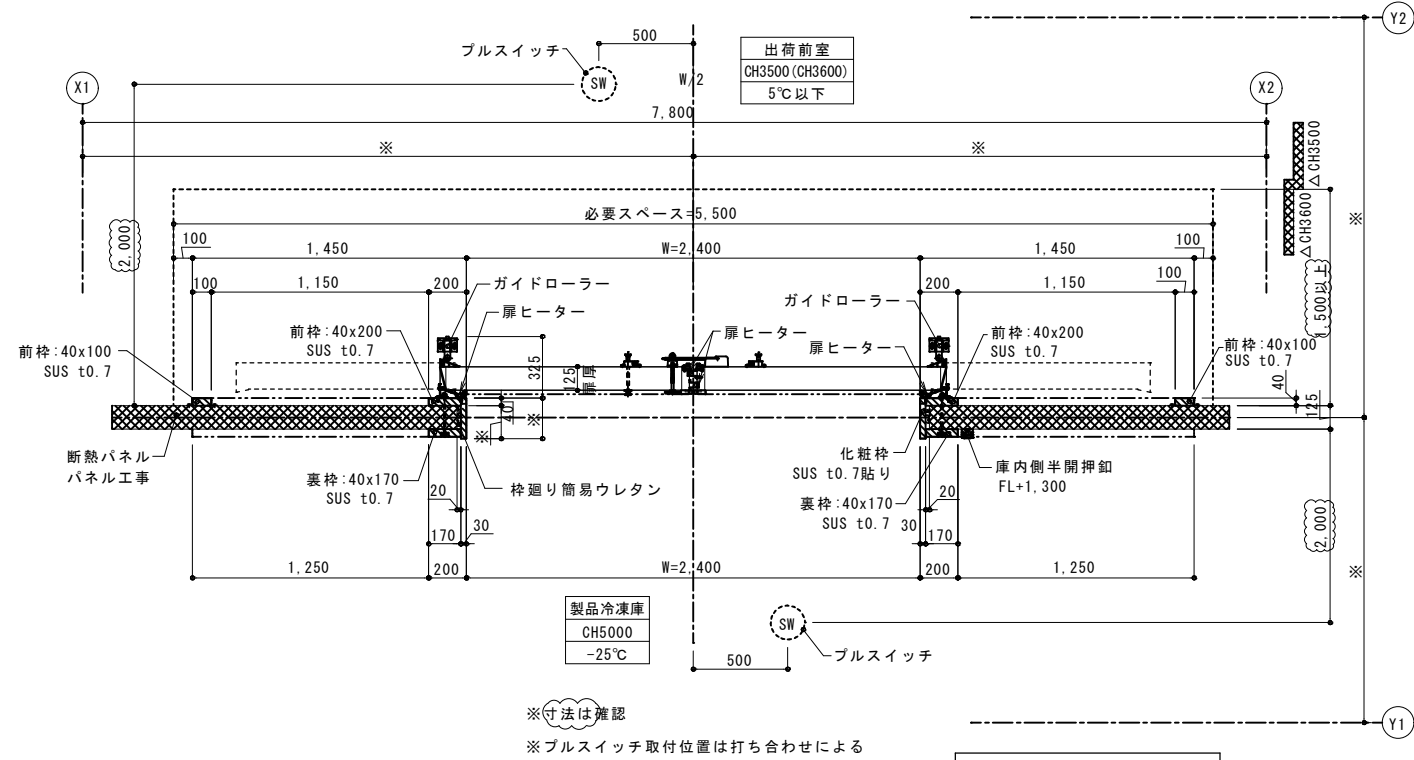 Y2
500
プルスイッチ
出荷前室
CH3500(CH3600)
5℃以下
SW
W/2
X1
X2
7,800
※
※
△CH3500
△CH3600
※
必要スペース=5,500
2,000
100
1,450
W=2,400
1,450
100
100
1,150
200
ガイドローラー
扉ヒーター
ガイドローラー
200
1,150
100
1,500以上
前枠:40x200
SUS t0.7
扉ヒーター
扉ヒーター
前枠:40x200
SUS t0.7
前枠:40x100
SUS t0.7
前枠:40x100
SUS t0.7
325
125
扉厚
40
※
※
40
125
断熱パネル
パネル工事
裏枠:40x170
SUS t0.7
20
枠廻り簡易ウレタン
化粧枠
SUS t0.7貼り
裏枠:40x170
SUS t0.7
庫内側半開押釦
FL+1,300
20
30
170
30
170
2,000
1,250
200
W=2,400
200
1,250
※
製品冷凍庫
CH5000
-25℃
SW
プルスイッチ
500
※寸法は確認
※プルスイッチ取付位置は打ち合わせによる
Y1